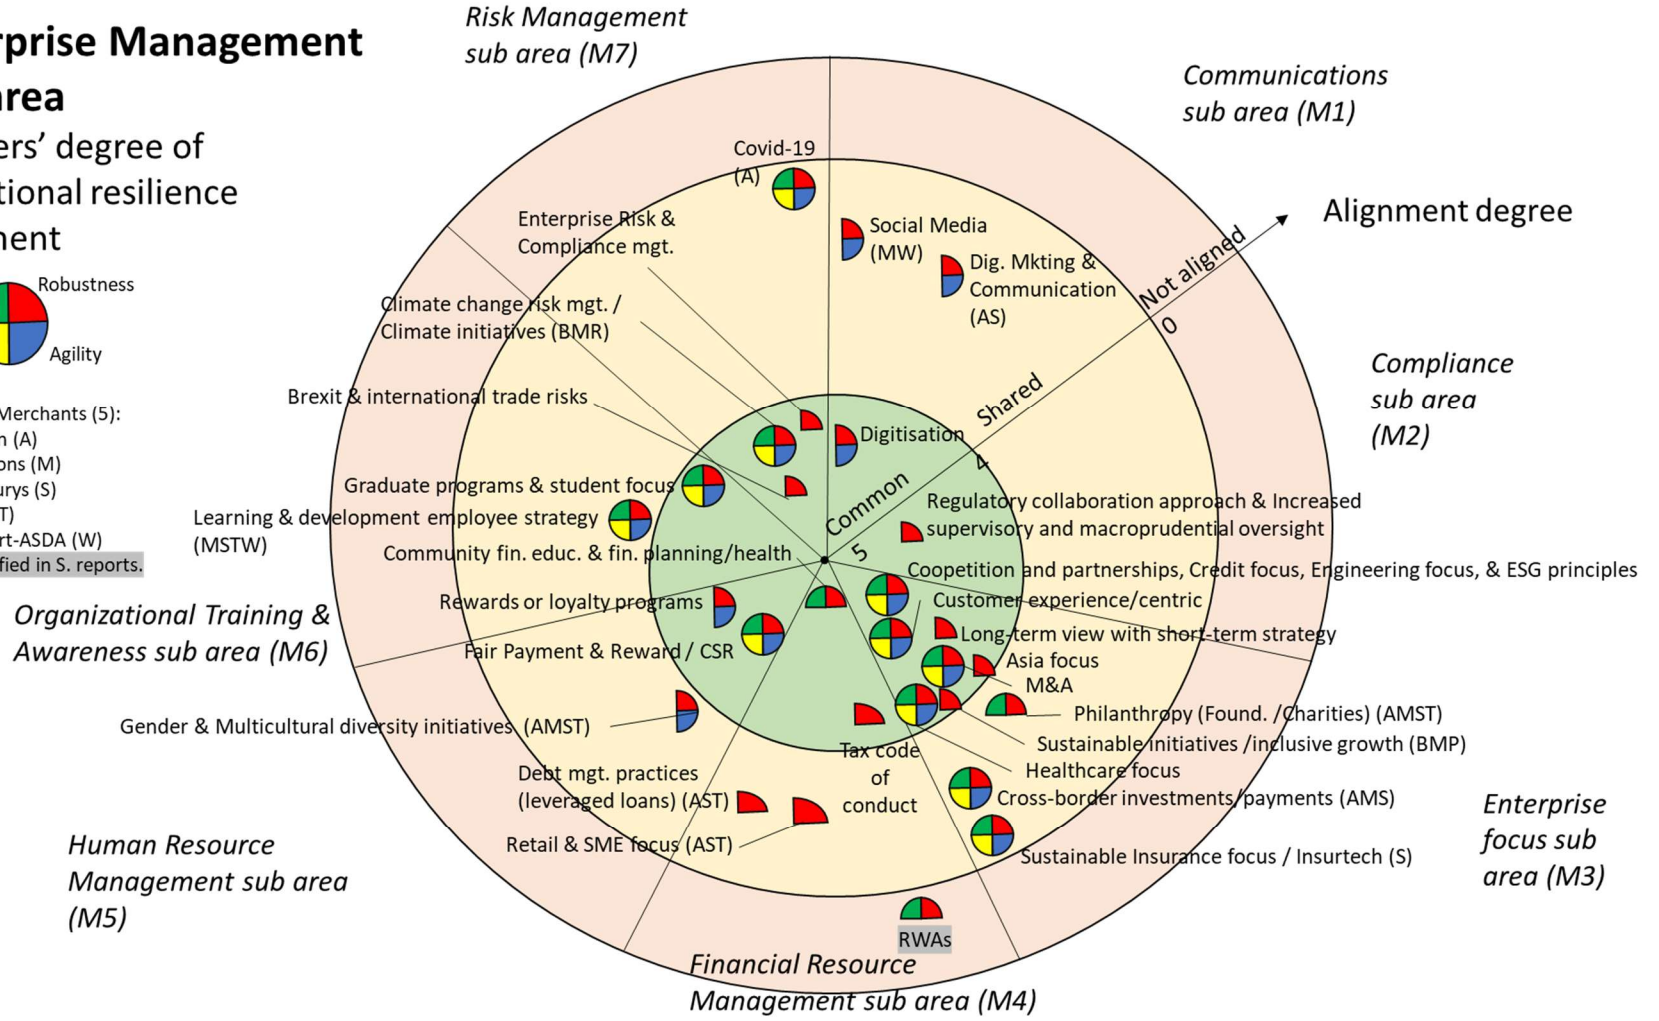 rprise Management
area
ers’ degree of
tional resilience
nent
Robustness
Agility
Merchants (5):
n (A)
ons (M)
urys (S)
T)
rt-ASDA (W)
fied in S. reports.
Risk Management
sub area (M7)
Communications
sub area (M1)
Alignment degree
Not aligned
0
Shared
4
Common
5
Compliance
sub area
(M2)
Covid-19
(A)
Enterprise Risk &
Compliance mgt.
Social Media
(MW)
Dig. Mkting &
Communication
(AS)
Climate change risk mgt. /
Climate initiatives (BMR)
Brexit & international trade risks
Digitisation
Graduate programs & student focus
Learning & development employee strategy
(MSTW)
Community fin. educ. & fin. planning/health
Regulatory collaboration approach & Increased
supervisory and macroprudential oversight
Coopetition and partnerships, Credit focus, Engineering focus, & ESG principles
Customer experience/centric
Long-term view with short-term strategy
Asia focus
M&A
Philanthropy (Found. /Charities) (AMST)
Sustainable initiatives /inclusive growth (BMP)
Healthcare focus
Cross-border investments/payments (AMS)
Sustainable Insurance focus / Insurtech (S)
Organizational Training &
Awareness sub area (M6)
Rewards or loyalty programs
Fair Payment & Reward / CSR
Gender & Multicultural diversity initiatives (AMST)
Debt mgt. practices
(leveraged loans) (AST)
Retail & SME focus (AST)
Tax code
of
conduct
Human Resource
Management sub area
(M5)
Enterprise
focus sub
area (M3)
RWAs
Financial Resource
Management sub area (M4)